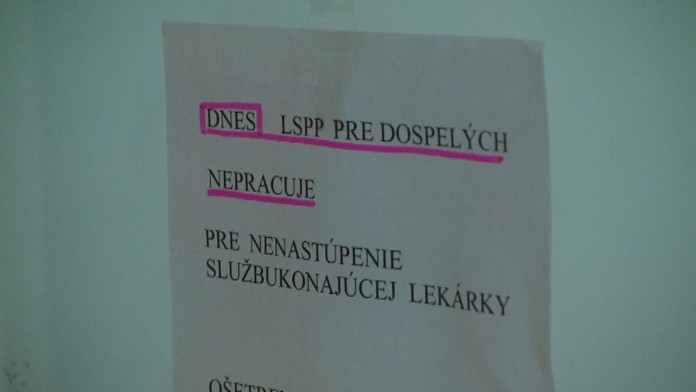 DNES LSPP PRE DOSPELÝCH
NEPRACUJE
PRE NENASTÚPENIE
SLUŽBUKONAJÚCEJ LEKÁRKY